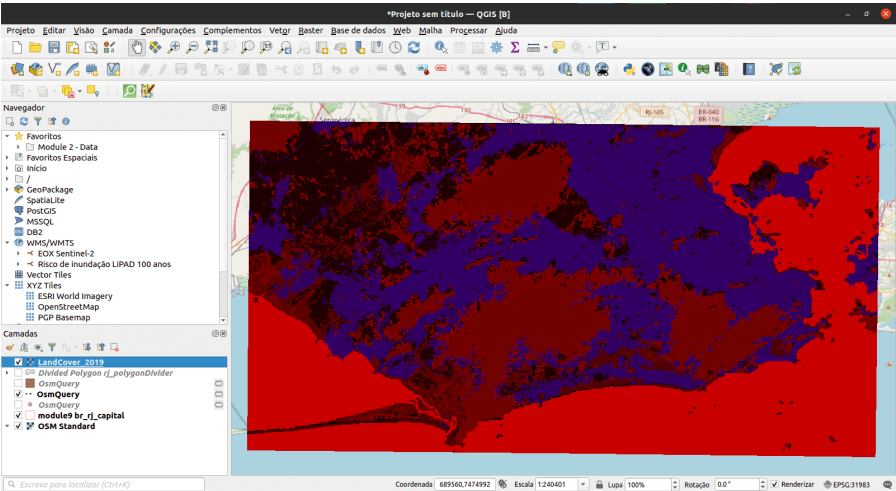 *Projeto sem título — QGIS [B]
Projeto Editar Visão Camada Configurações Complementos Vetor Raster Base de dados Web Malha Processar Ajuda
Navegador
Favoritos
Module 2 - Data
Favoritos Espaciais
Início
/
GeoPackage
SpatiaLite
PostGIS
MSSQL
DB2
WMS/WMTS
EOX Sentinel-2
Risco de inundação LiPAD 100 anos
Vector Tiles
XYZ Tiles
ESRI World Imagery
OpenStreetMap
PGP Basemap
Camadas
LandCover_2019
Divided Polygon rj_polygonDivider
OsmQuery
OsmQuery
OsmQuery
module9 br_rj_capital
OSM Standard
Área de
Proteção
RJ-105
BR-040
BR-116
Escreva para localizar (Ctrl+K)
Coordenada 689560,7474992 Escala 1:240401 Lupa 100% Rotação 0.0° Renderizar EPSG:31983